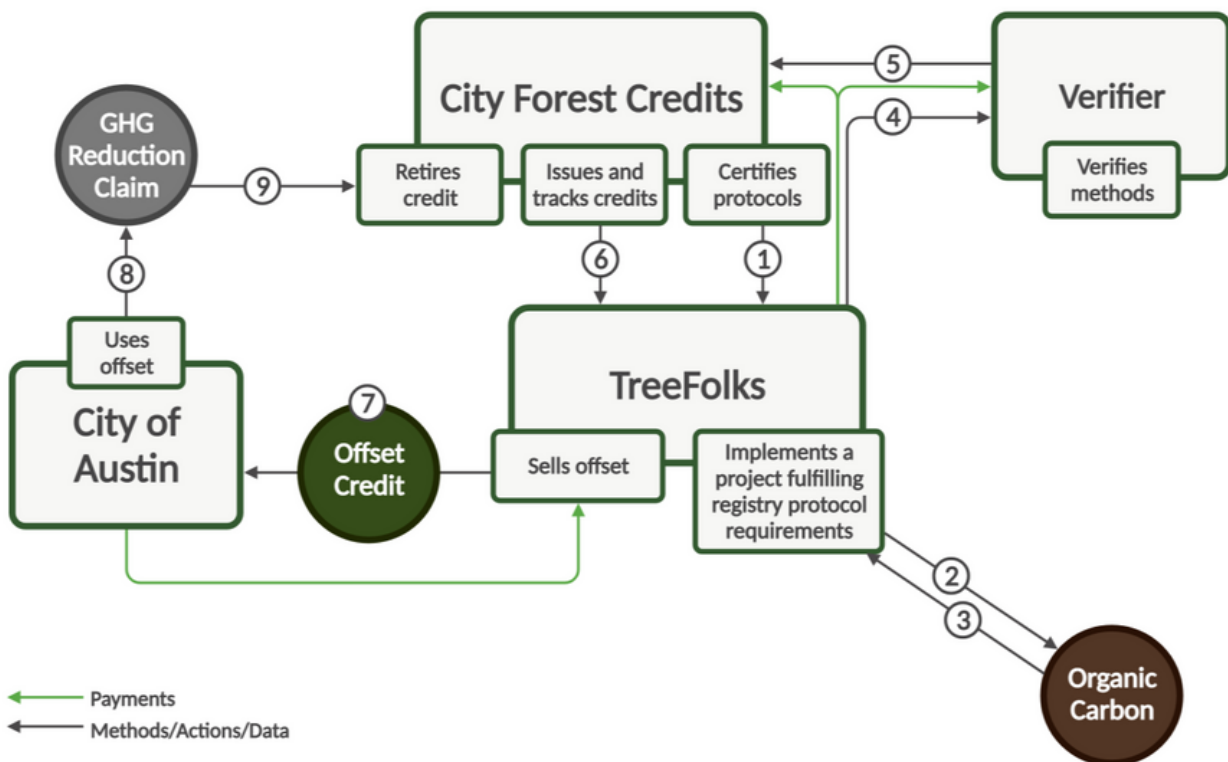 City Forest Credits
Retires
credit
Issues and
tracks credits
Certifies
protocols
5
4
Verifier
Verifies
methods
GHG
Reduction
Claim
9
8
6
1
Uses
offset
City of
Austin
7
Offset
Credit
TreeFolks
Sells offset
Implements a
project fulfilling
registry protocol
requirements
2
3
Organic
Carbon
Payments
Methods/Actions/Data